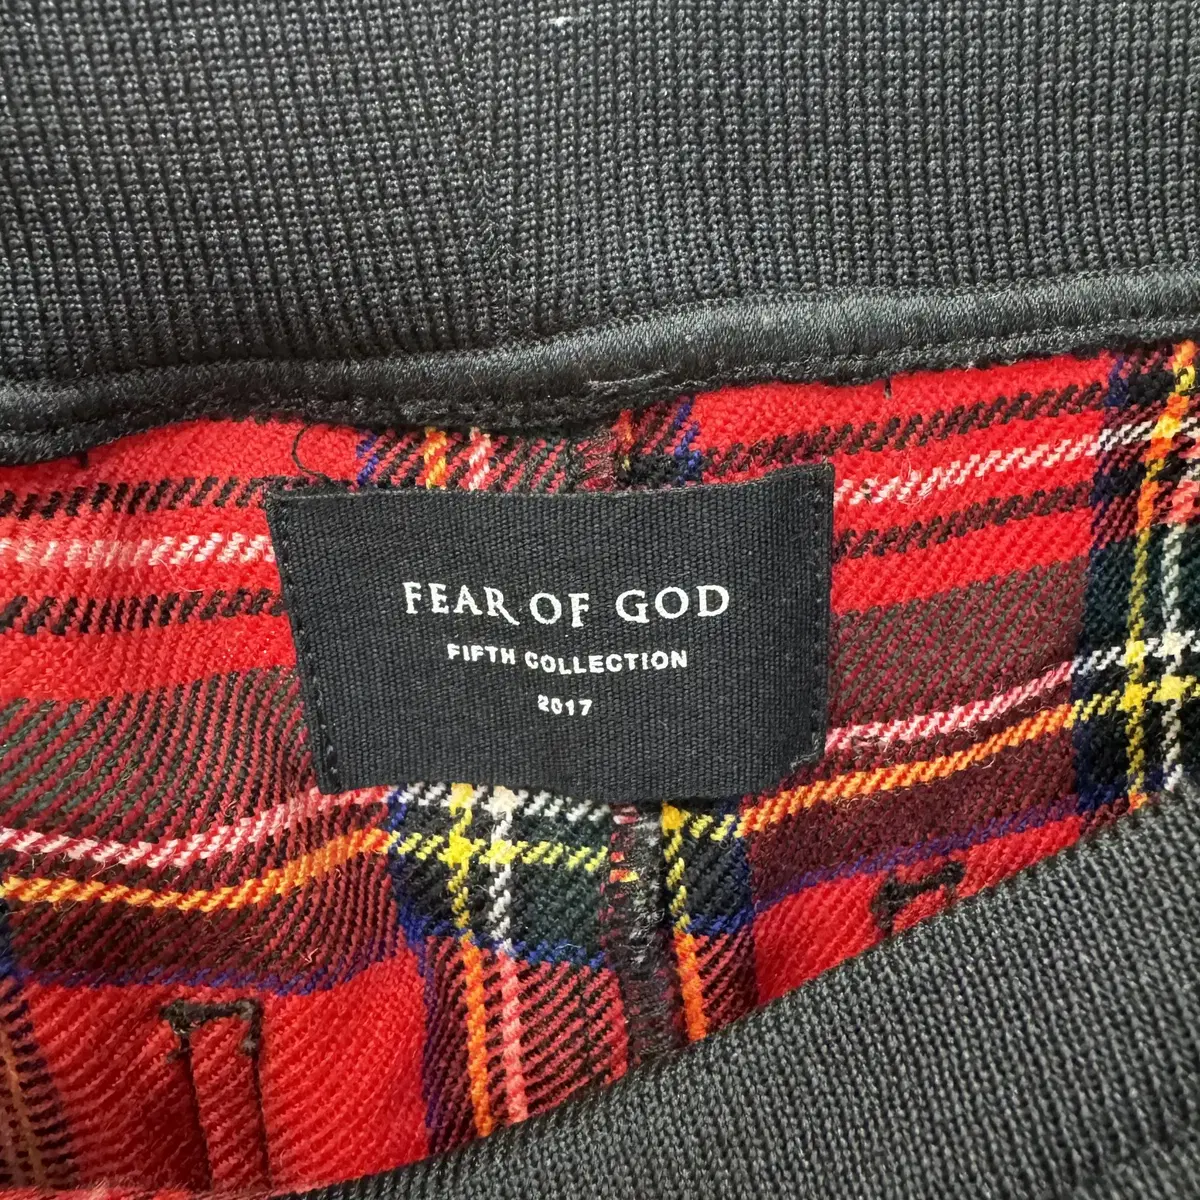 FEAR OF GOD
FIFTH COLLECTION
2017